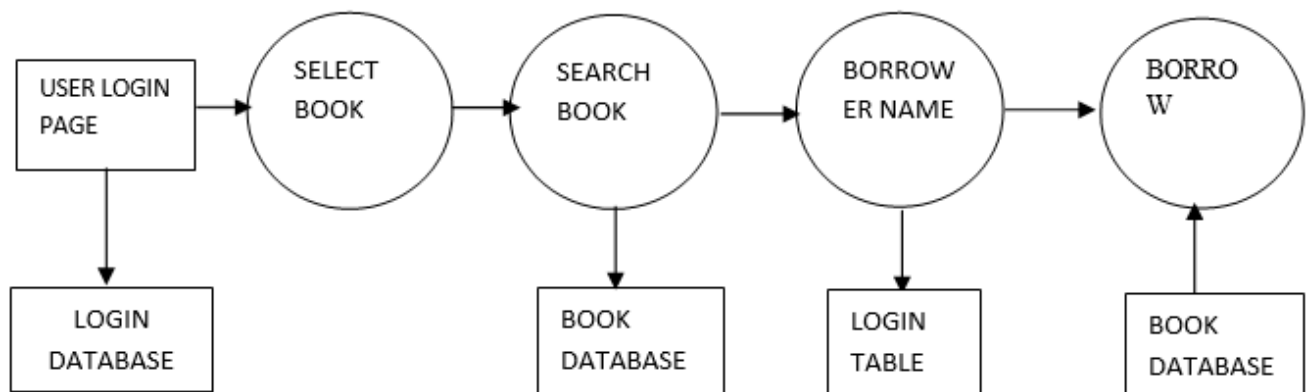 USER LOGIN
PAGE
SELECT
BOOK
SEARCH
BOOK
BORROW
ER NAME
BORRO
W
LOGIN
DATABASE
BOOK
DATABASE
LOGIN
TABLE
BOOK
DATABASE